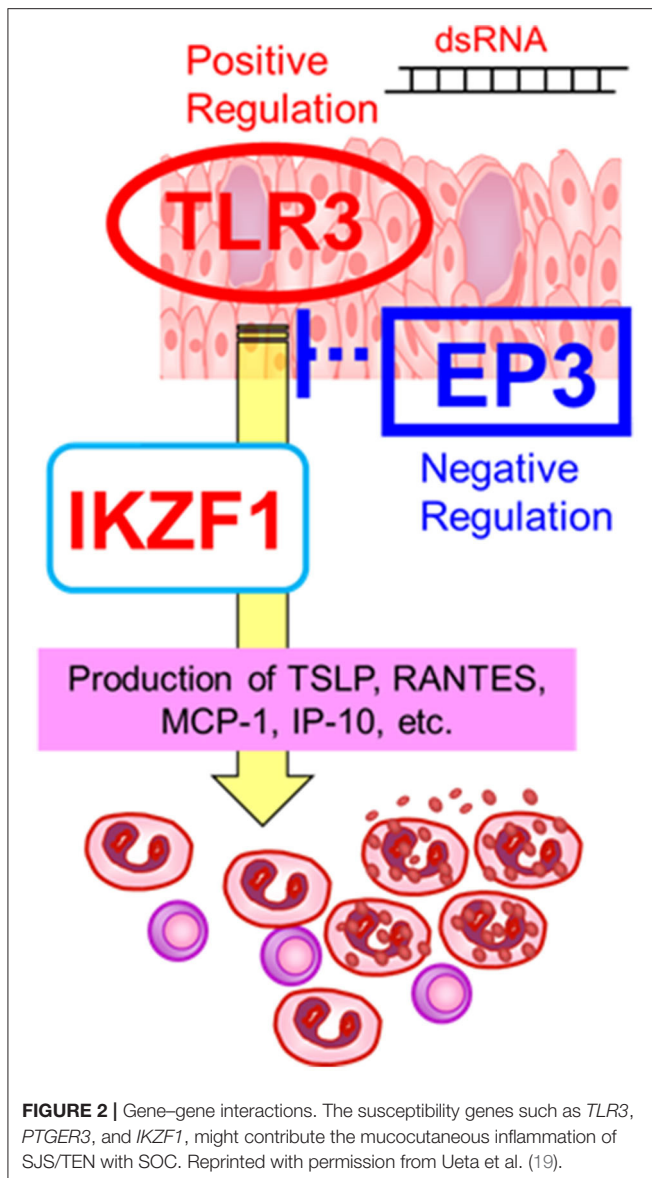 dsRNA
Positive
Regulation
TLR3
EP3
Negative
Regulation
IKZF1
Production of TSLP, RANTES,
MCP-1, IP-10, etc.
FIGURE 2 | Gene–gene interactions. The susceptibility genes such as TLR3,
PTGER3, and IKZF1, might contribute the mucocutaneous inflammation of
SJS/TEN with SOC. Reprinted with permission from Ueta et al. (19).